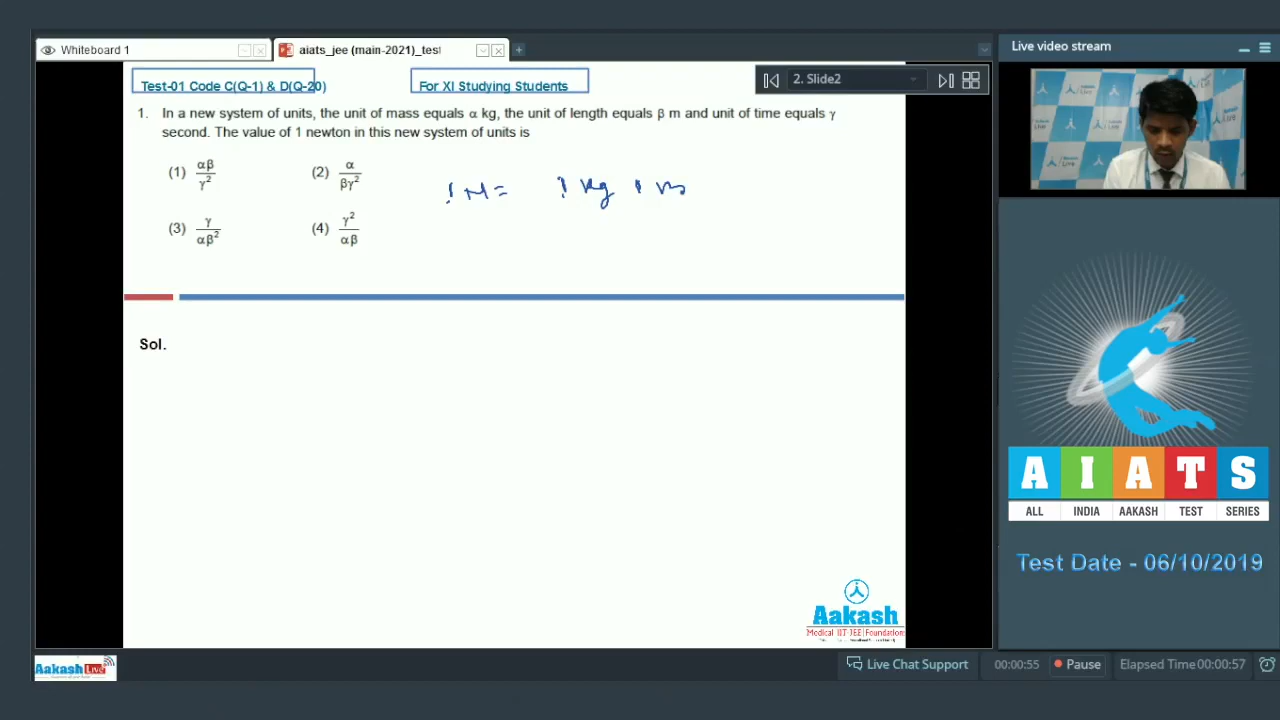 Whiteboard 1
aiats_jee (main-2021)_test
Live video stream
Test-01 Code C(Q-1) & D(Q-20)
For XI Studying Students
2. Slide2
1. In a new system of units, the unit of mass equals α kg, the unit of length equals β m and unit of time equals γ
second. The value of 1 newton in this new system of units is
(1) αβ/γ² (2) α/βγ²
(3) γ/αβ² (4) γ²/αβ
1 N = 1 kg 1 m
Sol.
AIATS
ALL INDIA AAKASH TEST SERIES
Test Date - 06/10/2019
Aakash
Medical IIT-JEE Foundations
Aakash Live
Live Chat Support
00:00:55
Pause
Elapsed Time 00:00:57